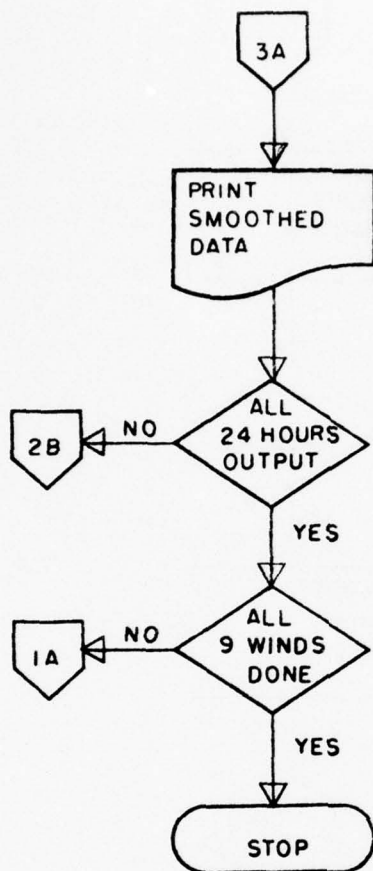 3A
PRINT
SMOOTHED
DATA
ALL
24 HOURS
OUTPUT
NO
2B
YES
ALL
9 WINDS
DONE
NO
1A
YES
STOP